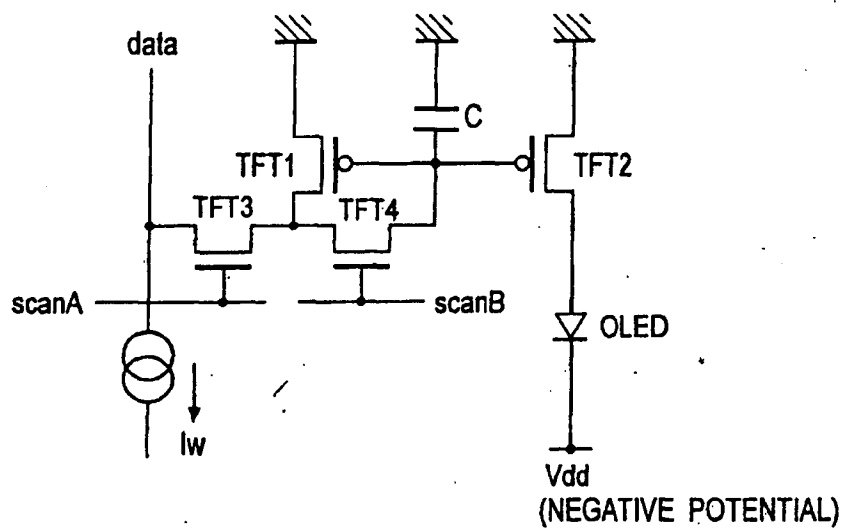 data
C
TFT1
TFT2
TFT3
TFT4
scanA
scanB
OLED
Iw
Vdd
(NEGATIVE POTENTIAL)